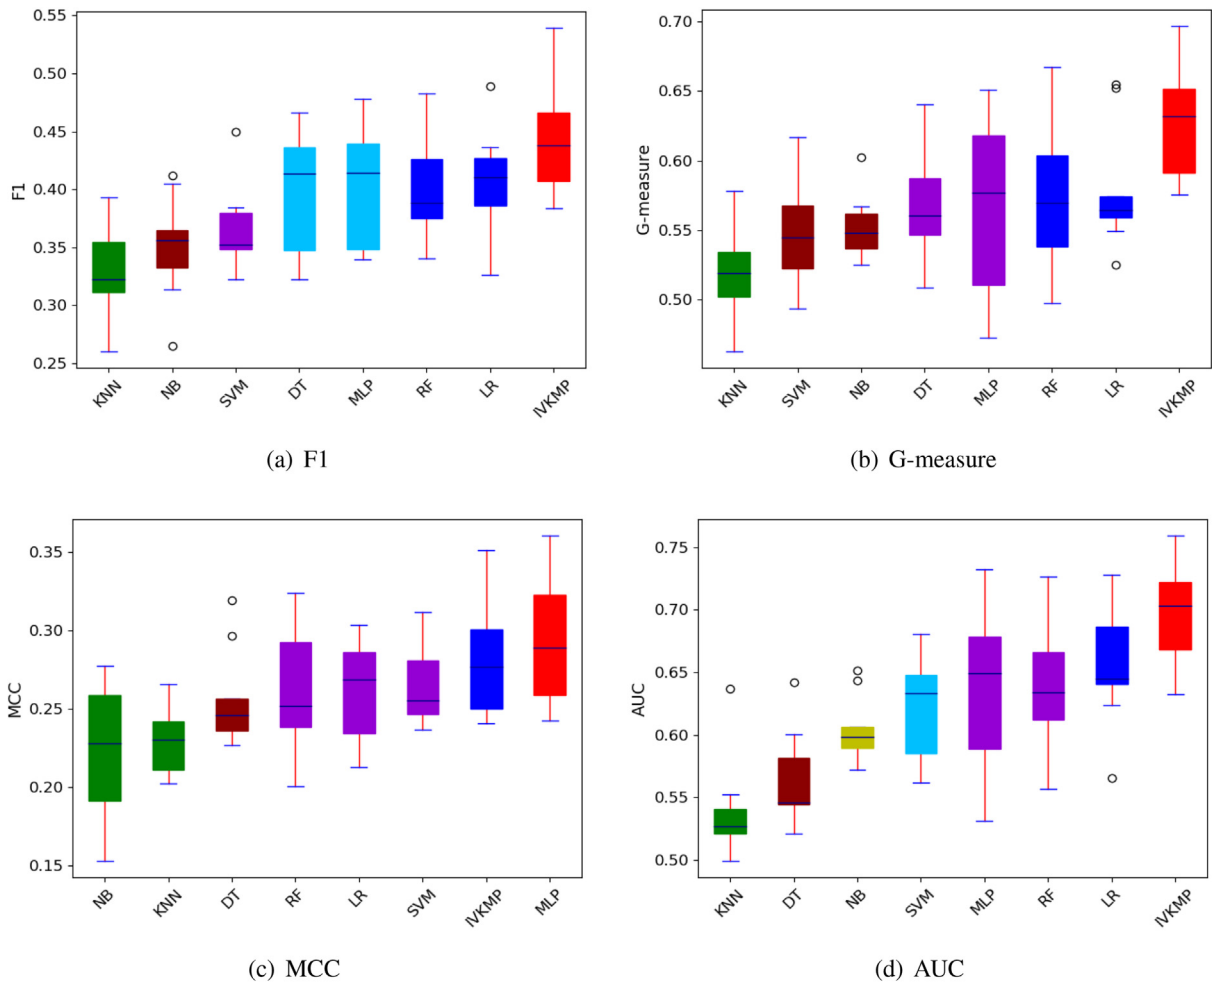 0.55
0.50
0.45
0.40
0.35
0.30
0.25
F1
KNN
NB
SVM
DT
MLP
RF
LR
IVKMP
(a) F1
0.70
0.65
0.60
0.55
0.50
G-measure
KNN
SVM
NB
DT
MLP
RF
LR
IVKMP
(b) G-measure
0.35
0.30
0.25
0.20
0.15
MCC
NB
KNN
DT
RF
LR
SVM
IVKMP
MLP
(c) MCC
0.75
0.70
0.65
0.60
0.55
0.50
AUC
KNN
DT
NB
SVM
MLP
RF
LR
IVKMP
(d) AUC